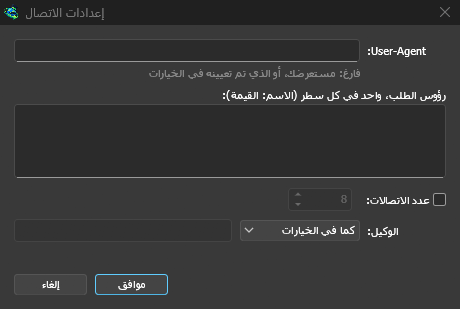 إعدادات الاتصال
User-Agent:
فارغ: مستعرضك، أو الذي تم تعيينه في الخيارات
رؤوس الطلب، واحد في كل سطر (الاسم: القيمة):
عدد الاتصالات: 8
الوكيل: كما في الخيارات
موافق إلغاء